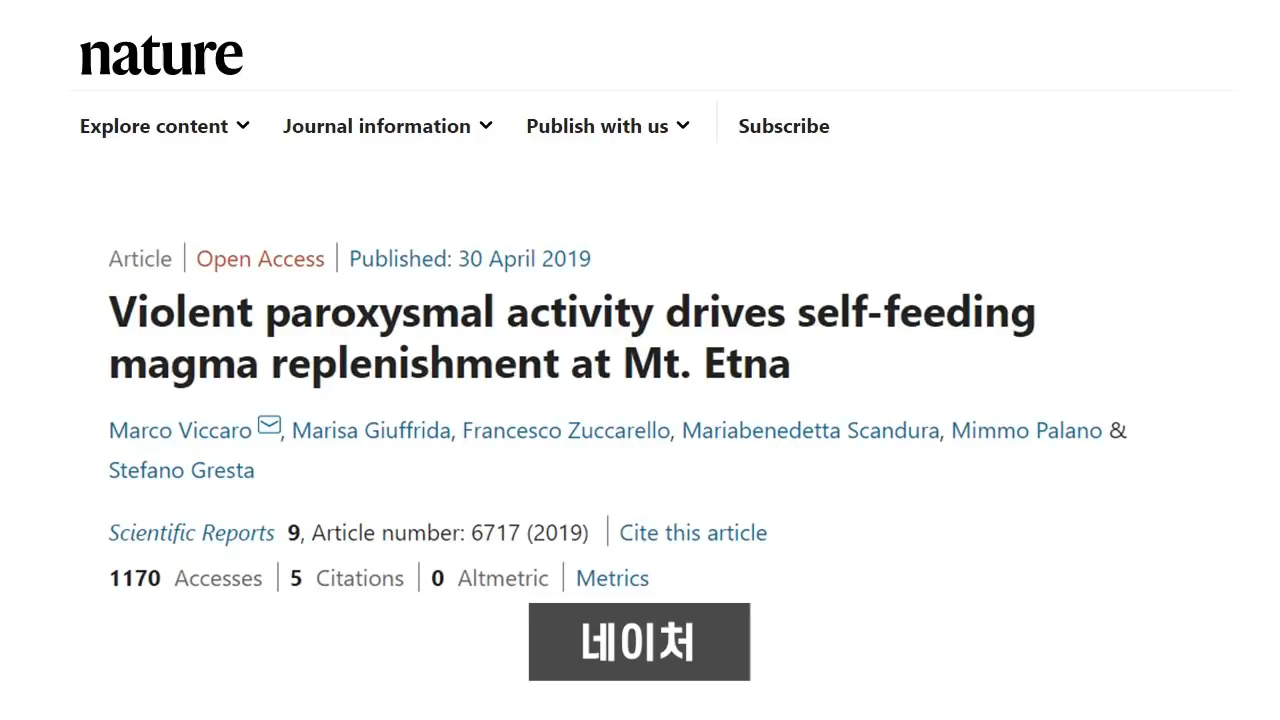 nature
Explore content Journal information Publish with us Subscribe
Article Open Access Published: 30 April 2019
Violent paroxysmal activity drives self-feeding
magma replenishment at Mt. Etna
Marco Viccaro, Marisa Giuffrida, Francesco Zuccarello, Mariabenedetta Scandura, Mimmo Palano &
Stefano Gresta
Scientific Reports 9, Article number: 6717 (2019) Cite this article
1170 Accesses 5 Citations 0 Altmetric Metrics
네이처